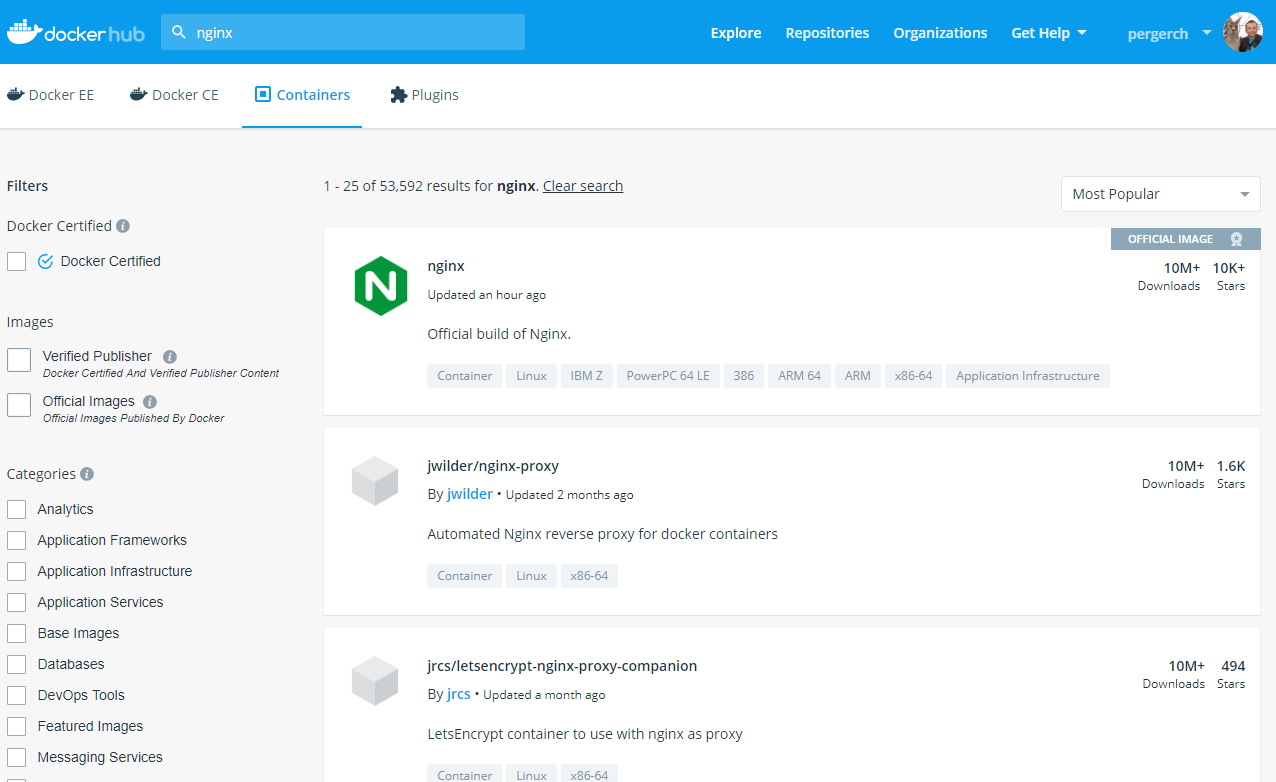 docker hub
nginx
Explore
Repositories
Organizations
Get Help
pergerch
Docker EE
Docker CE
Containers
Plugins
Filters
Docker Certified
Docker Certified
Images
Verified Publisher
Docker Certified And Verified Publisher Content
Official Images
Official Images Published By Docker
Categories
Analytics
Application Frameworks
Application Infrastructure
Application Services
Base Images
Databases
DevOps Tools
Featured Images
Messaging Services
1 - 25 of 53,592 results for nginx. Clear search
Most Popular
OFFICIAL IMAGE
N
nginx
10M+ 10K+
Downloads Stars
Updated an hour ago
Official build of Nginx.
Container Linux IBM Z PowerPC 64 LE 386 ARM 64 ARM x86-64 Application Infrastructure
jwilder/nginx-proxy
10M+ 1.6K
Downloads Stars
By jwilder • Updated 2 months ago
Automated Nginx reverse proxy for docker containers
Container Linux x86-64
jrcs/letsencrypt-nginx-proxy-companion
10M+ 494
Downloads Stars
By jrcs • Updated a month ago
LetsEncrypt container to use with nginx as proxy
Container Linux x86-64